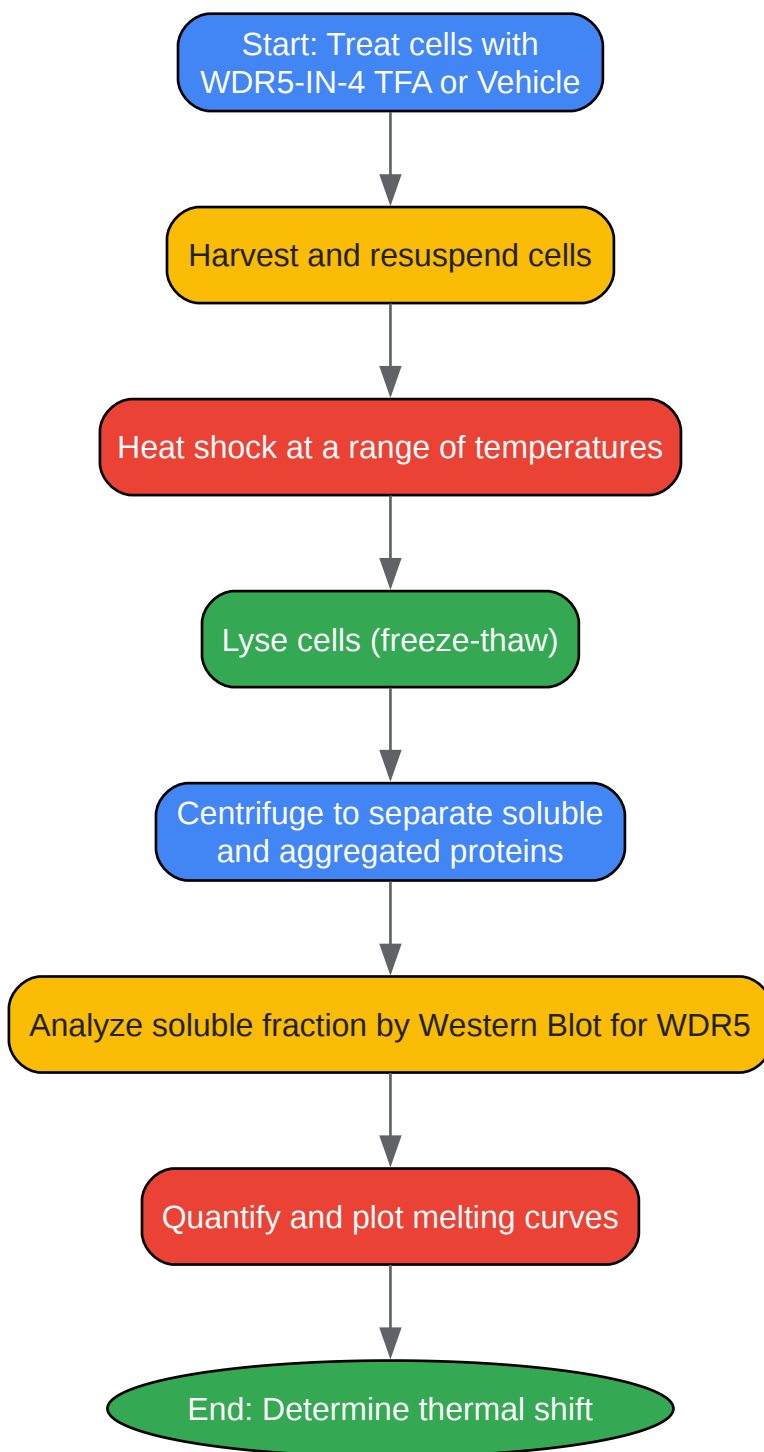 Start: Treat cells with
WDR5-IN-4 TFA or Vehicle
Harvest and resuspend cells
Heat shock at a range of temperatures
Lyse cells (freeze-thaw)
Centrifuge to separate soluble
and aggregated proteins
Analyze soluble fraction by Western Blot for WDR5
Quantify and plot melting curves
End: Determine thermal shift